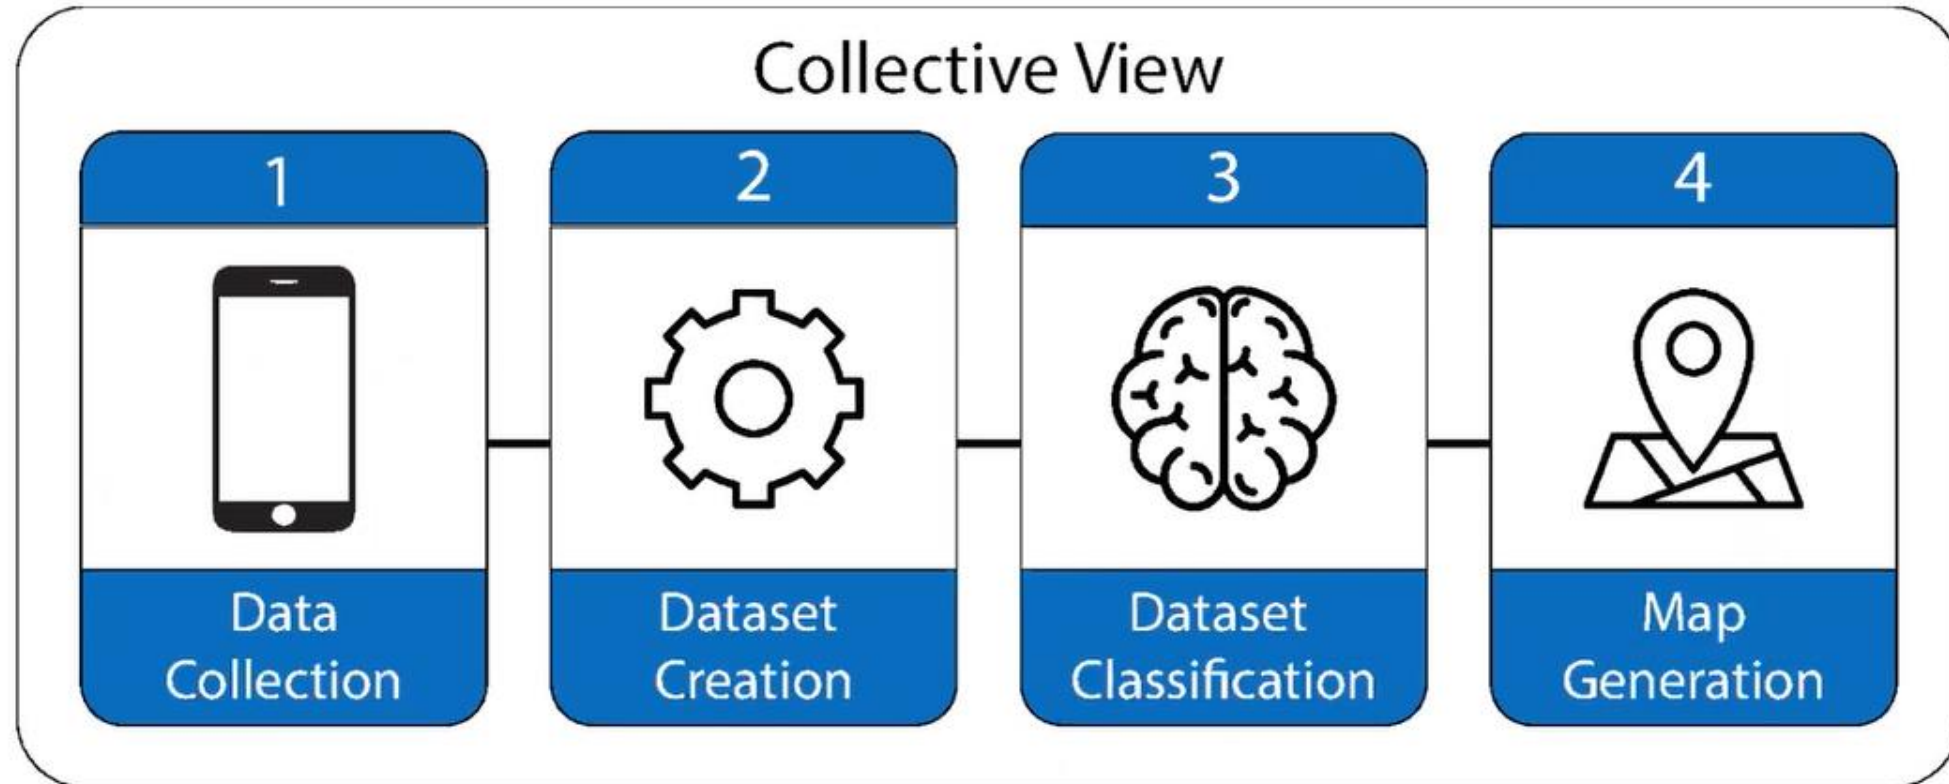 Collective View
1
2
3
4
Data
Collection
Dataset
Creation
Dataset
Classification
Map
Generation